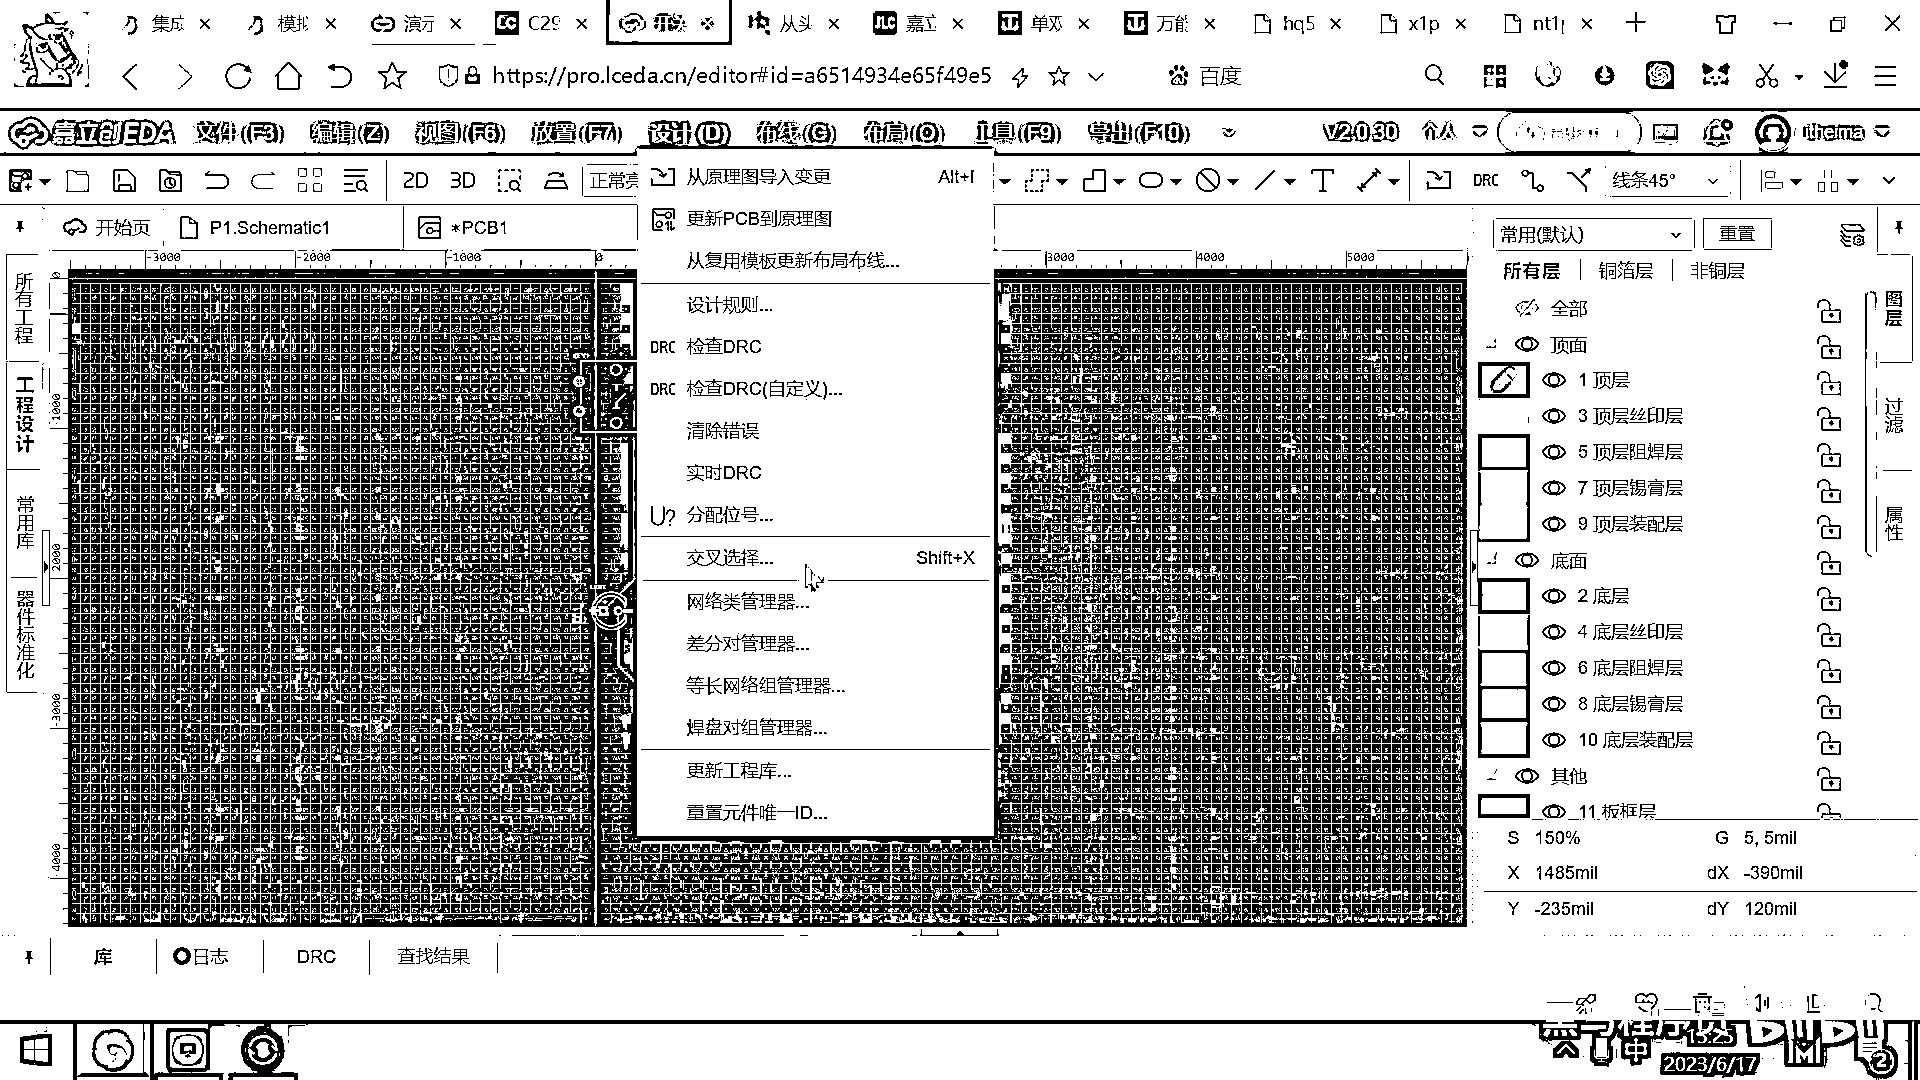 集成
模拟
演示
C29
从头
嘉立
单双
万能
hq5
x1p
nt1p
https://pro.lceda.cn/editor#id=a6514934e65f49e5
百度
嘉立创EDA 文件(F3) 编辑(Z) 视图(F6) 放置(F7) 设计(D) 布线(G) 布局(O) 工具(F9) 导出(F10) V2.0.30 个人 ithema
2D 3D 正常亮 DRC 线条45°
开始页 P1.Schematic1 *PCB1
-3000 -2000 -1000 0 3000 4000 5000
从原理图导入变更 Alt+I
更新PCB到原理图
从复用模板更新布局布线...
设计规则...
DRC 检查DRC
DRC 检查DRC(自定义)...
清除错误
实时DRC
U? 分配位号...
交叉选择... Shift+X
网络类管理器...
差分对管理器...
等长网络组管理器...
焊盘对组管理器...
更新工程库...
重置元件唯一ID...
所有工程
工程设计
常用库
器件标准化
常用(默认) 重置
所有层 铜箔层 非铜层
全部
顶面
1 顶层
3 顶层丝印层
5 顶层阻焊层
7 顶层锡膏层
9 顶层装配层
底面
2 底层
4 底层丝印层
6 底层阻焊层
8 底层锡膏层
10 底层装配层
其他
11 板框层
图层
过滤
属性
S 150% G 5, 5mil
X 1485mil dX -390mil
Y -235mil dY 120mil
库 日志 DRC 查找结果
中
15:25
2023/6/17
2